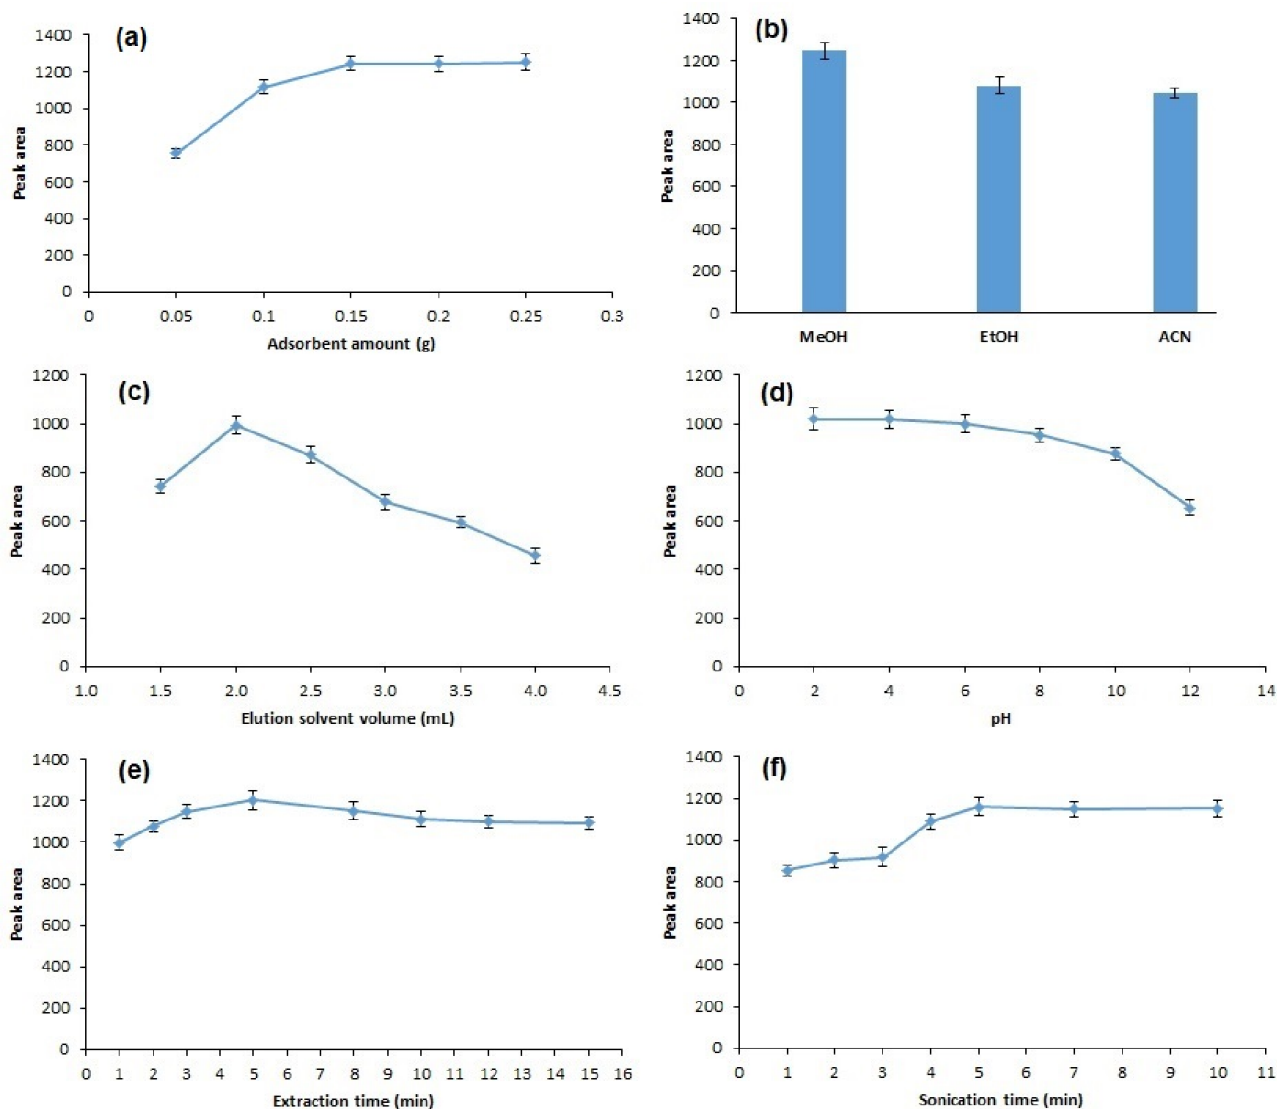 (a)
Peak area
1400
1200
1000
800
600
400
200
0
0 0.05 0.1 0.15 0.2 0.25 0.3
Adsorbent amount (g)
(b)
Peak area
1400
1200
1000
800
600
400
200
0
MeOH EtOH ACN
(c)
Peak area
1200
1000
800
600
400
200
0
1.0 1.5 2.0 2.5 3.0 3.5 4.0 4.5
Elution solvent volume (mL)
(d)
Peak area
1200
1000
800
600
400
200
0
0 2 4 6 8 10 12 14
pH
(e)
Peak area
1400
1200
1000
800
600
400
200
0
0 1 2 3 4 5 6 7 8 9 10 11 12 13 14 15 16
Extraction time (min)
(f)
Peak area
1400
1200
1000
800
600
400
200
0
0 1 2 3 4 5 6 7 8 9 10 11
Sonication time (min)